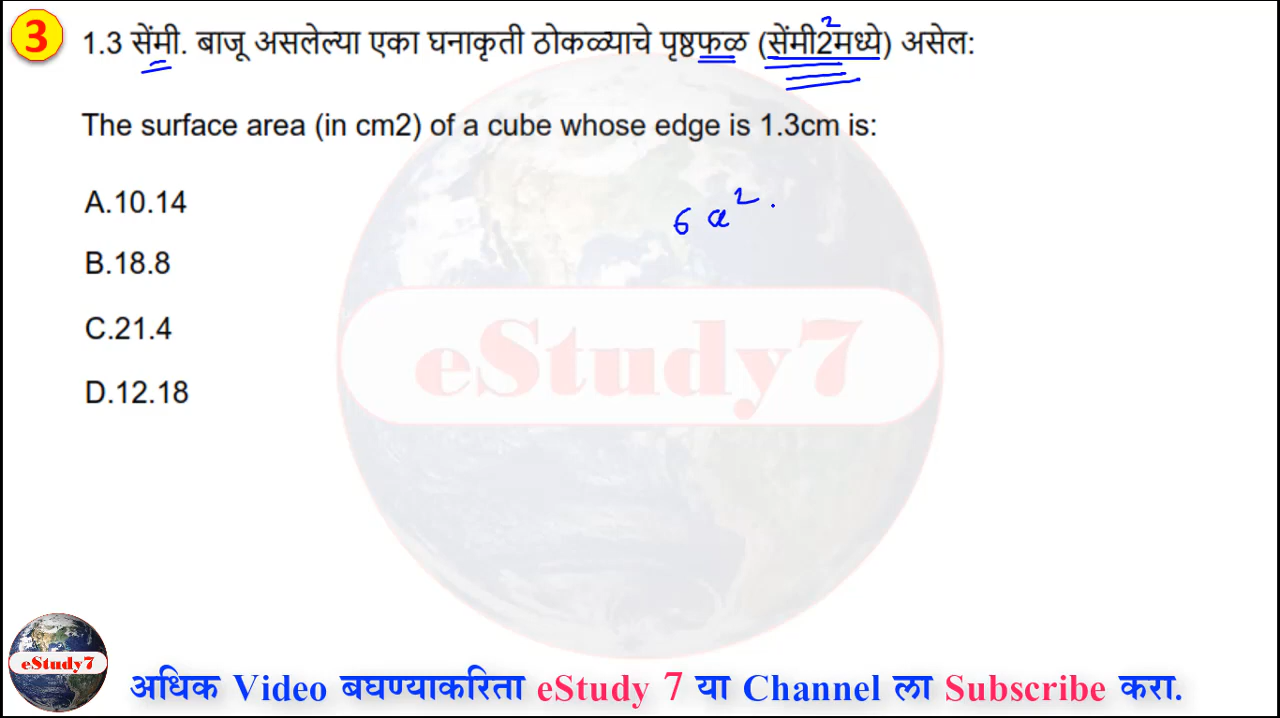 3
1.3 सेंमी. बाजू असलेल्या एका घनाकृती ठोकळ्याचे पृष्ठफळ (सेंमी2मध्ये) असेल:
2
The surface area (in cm2) of a cube whose edge is 1.3cm is:
A.10.14
6 a 2 .
B.18.8
C.21.4
D.12.18
eStudy7
eStudy7
अधिक Video बघण्याकरिता eStudy 7 या Channel ला Subscribe करा.